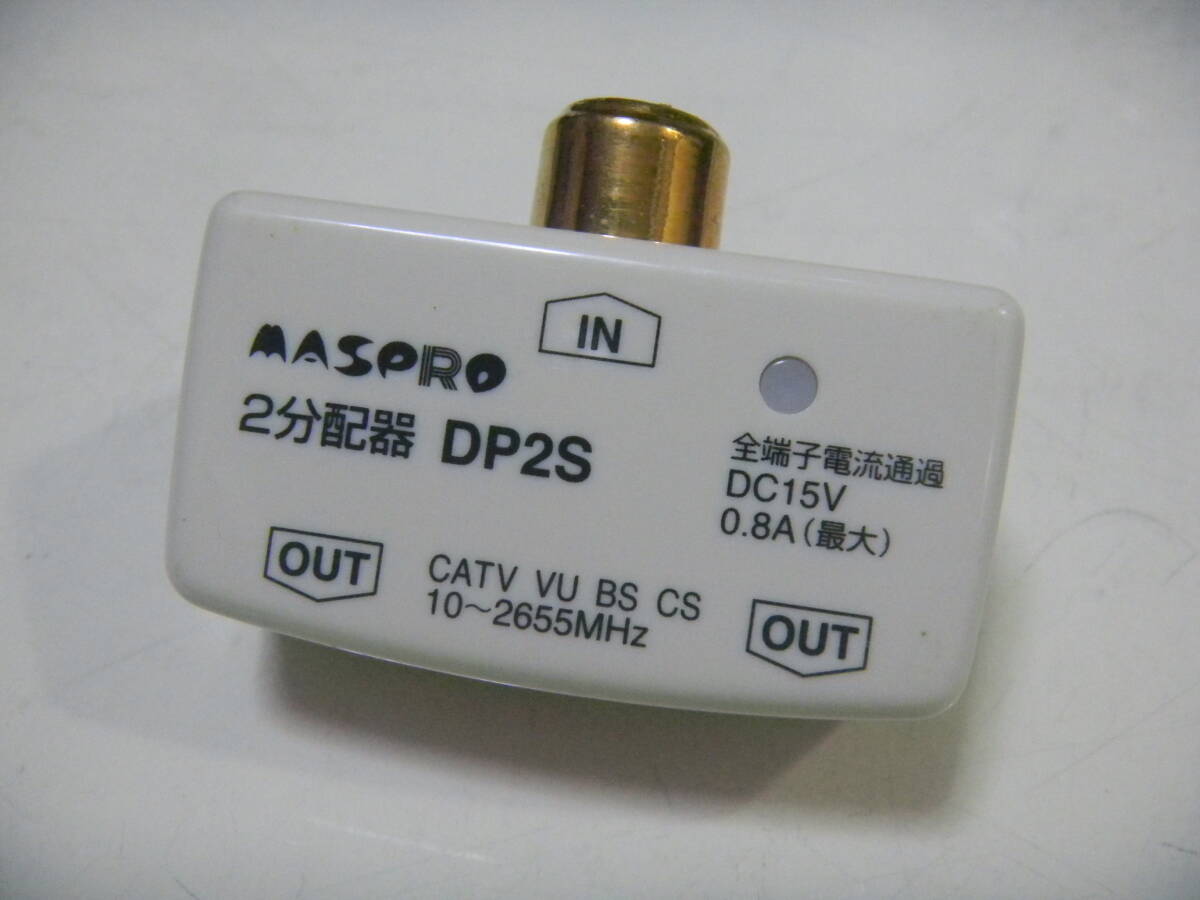 IN
MASPRO
2分配器 DP2S
全端子電流通過
DC15V
0.8A(最大)
OUT
CATV VU BS CS
10～2655MHz
OUT